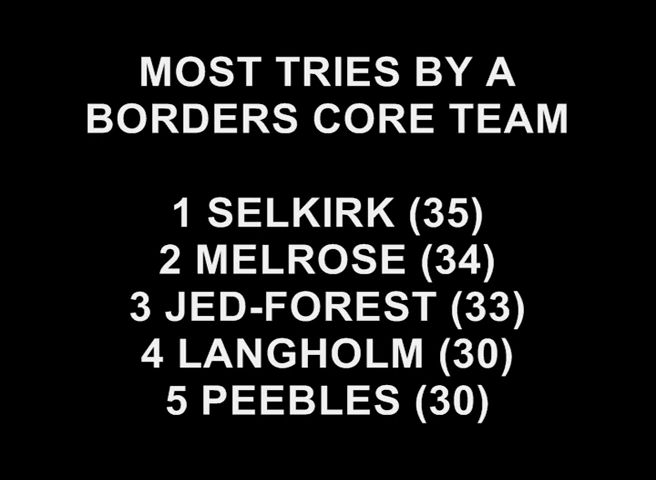 MOST TRIES BY A
BORDERS CORE TEAM
1 SELKIRK (35)
2 MELROSE (34)
3 JED-FOREST (33)
4 LANGHOLM (30)
5 PEEBLES (30)